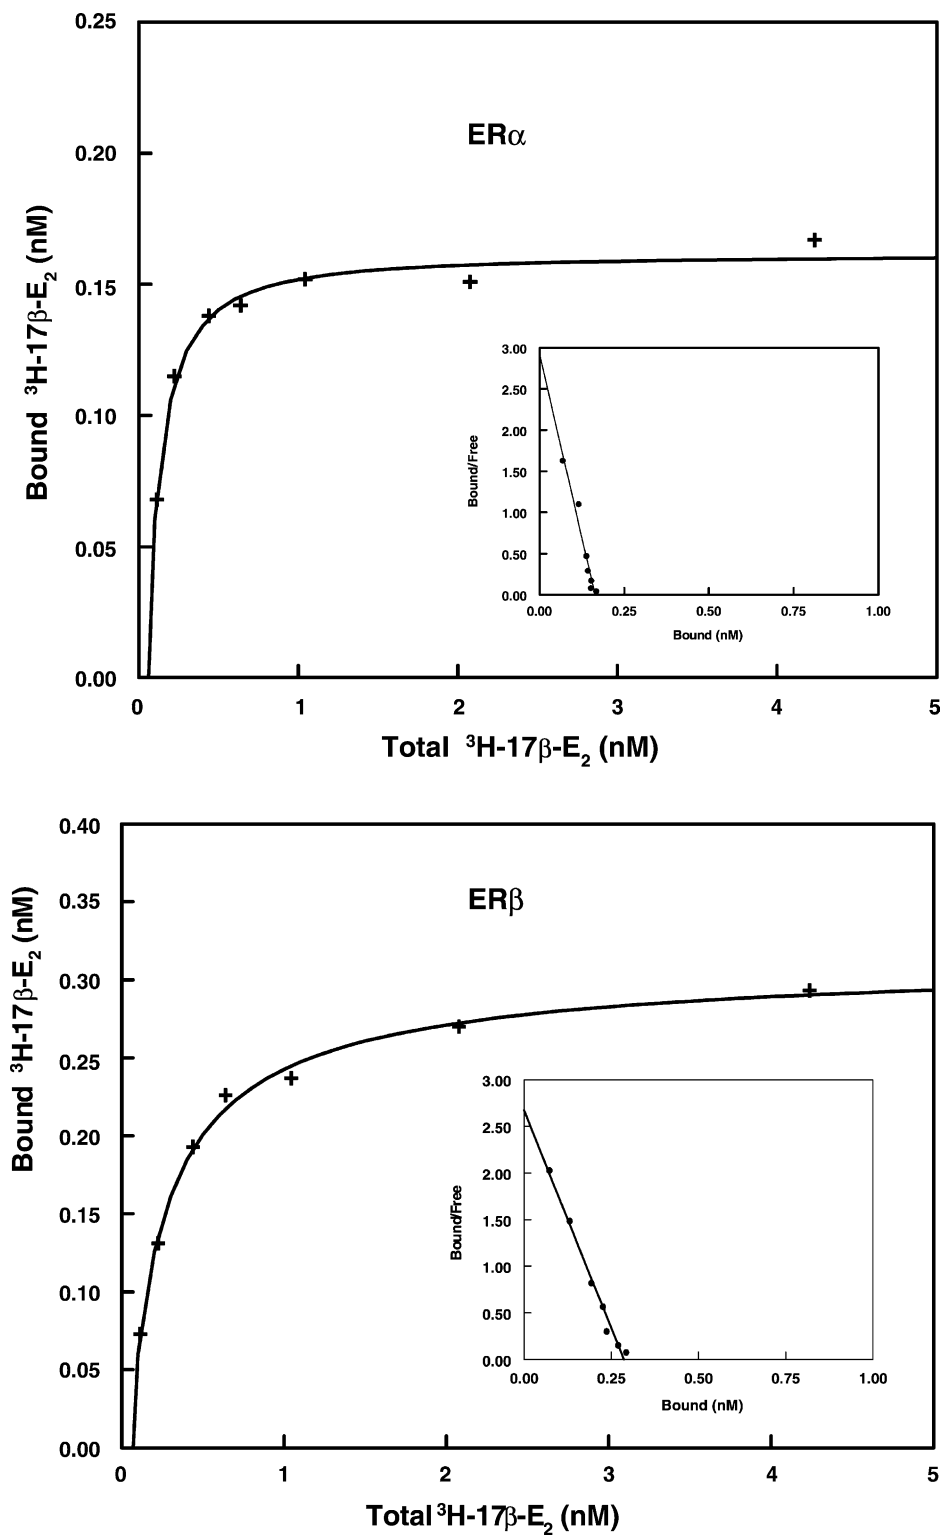 ERα
Bound ³H-17β-E₂ (nM)
0.25
0.20
0.15
0.10
0.05
0.00
0 1 2 3 4 5
Total ³H-17β-E₂ (nM)
Bound/Free
3.00
2.50
2.00
1.50
1.00
0.50
0.00
0.00 0.25 0.50 0.75 1.00
Bound (nM)
ERβ
Bound ³H-17β-E₂ (nM)
0.40
0.35
0.30
0.25
0.20
0.15
0.10
0.05
0.00
0 1 2 3 4 5
Total ³H-17β-E₂ (nM)
Bound/Free
3.00
2.50
2.00
1.50
1.00
0.50
0.00
0.00 0.25 0.50 0.75 1.00
Bound (nM)